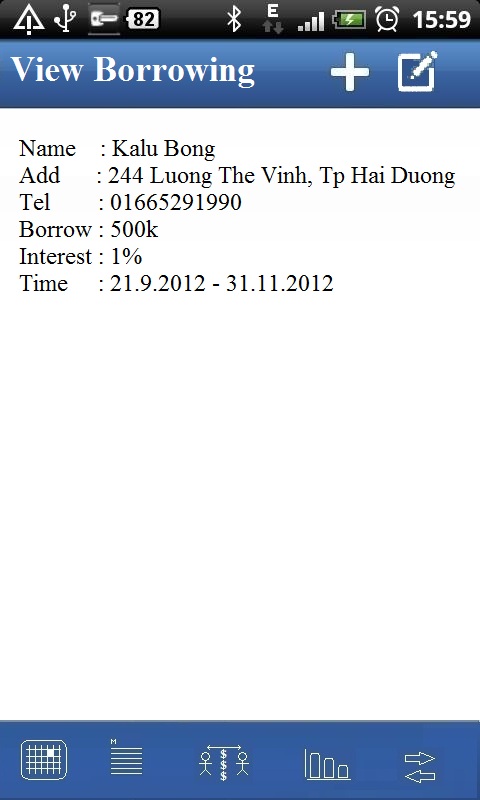 82 E 15:59
View Borrowing
Name : Kalu Bong
Add : 244 Luong The Vinh, Tp Hai Duong
Tel : 01665291990
Borrow : 500k
Interest : 1%
Time : 21.9.2012 - 31.11.2012
M
$
$
$